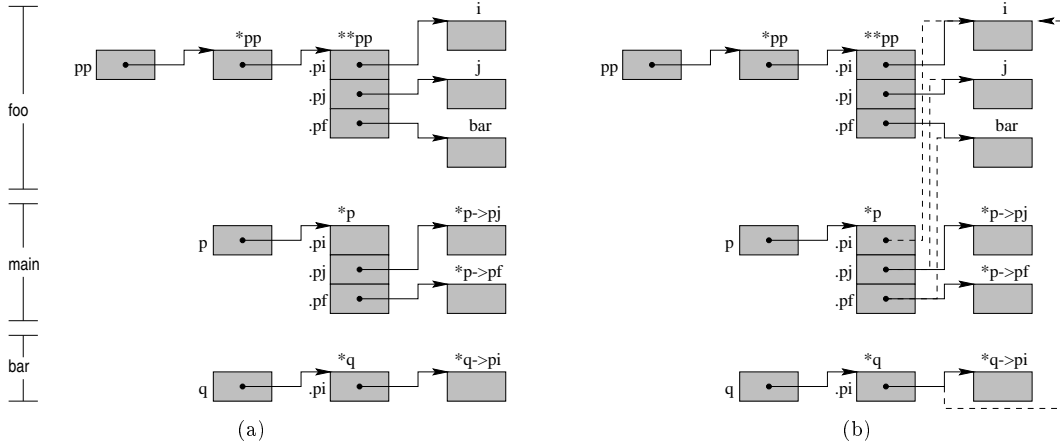 i
*pp
**pp
pp
.pi
j
.pj
foo
bar
.pf
*p
*p->pj
p
.pi
main
.pj
*p->pf
.pf
bar
*q
*q->pi
q
.pi
(a)
i
*pp
**pp
pp
.pi
j
.pj
bar
.pf
*p
*p->pj
p
.pi
.pj
*p->pf
.pf
*q
*q->pi
q
.pi
(b)